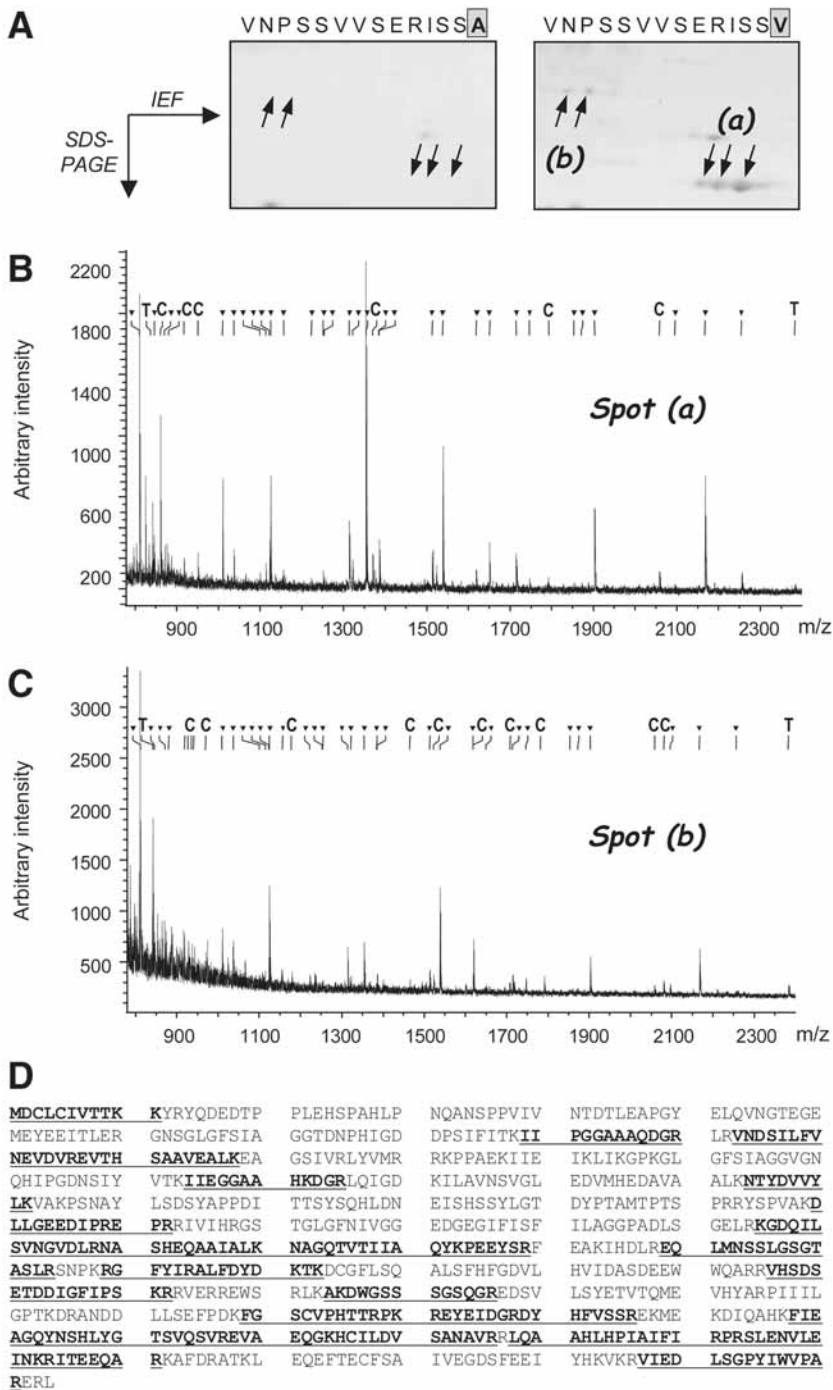 A
VNPSSVVSERISSA VNPSSVVSERISSV
IEF
SDS-
PAGE
(a)
(b)
B
2200
1800
1400
1000
600
200
Arbitrary intensity
T C C C C C C T
Spot (a)
900 1100 1300 1500 1700 1900 2100 2300 m/z
C
3000
2500
2000
1500
1000
500
Arbitrary intensity
T C C C C C C C C C C T
Spot (b)
900 1100 1300 1500 1700 1900 2100 2300 m/z
D
MDCLCIVTTK KYRYQDEDTP PLEHSPAHLP NQANSPPVIV NTDTLEAPGY ELQVNGTEGE
MEYEEITLER GNSGLGFSIA GGTDNPHIGD DPSIFITKII PGGAAAQDGR LRVNDSILFV
NEVDVREVTH SAAVEALKEA GSIVRLYVMR RKPPAEKIIE IKLIKGPKGL GFSIAGGVGN
QHIPGDNSIY VTKIIEGGAA HKDGRLQIGD KILAVNSVGL EDVMHEDAVA ALKNTYDVVY
LKVAKPSNAY LSDSYAPPDI TTSYSQHLDN EISHSSYLGT DYPTAMTPTS PRRYSPVAKD
LLGEEDIPRE PRRIVIHRGS TGLGFNIVGG EDGEGIFISF ILAGGPADLS GELRKGDQIL
SVNGVDLRNA SHEQAAIALK NAGQTVTIIA QYKPEEYSRF EAKIHDLREQ LMNSSLGSGT
ASLRSNPKRG FYIRALFDYD KTKDCGFLSQ ALSFHFGDVL HVIDASDEEW WQARRVHSDS
ETDDIGFIPS KRRVERREWS RLKAKDWGSS SGSQGREDSV LSYETVTQME VHYARPIIIL
GPTKDRANDD LLSEFPDKFG SCVPHTTRPK REYEIDGRDY HFVSSREKME KDIQAHKFIE
AGQYNSHLYG TSVQSVREVA EQGKHCILDV SANAVRRLQA AHLHPIAIFI RPRSLENVLE
INKRITEEQA RKAFDRATKL EQEFTECFSA IVEGDSFEEI YHKVKRVIED LSGPYIWVPA
RERL